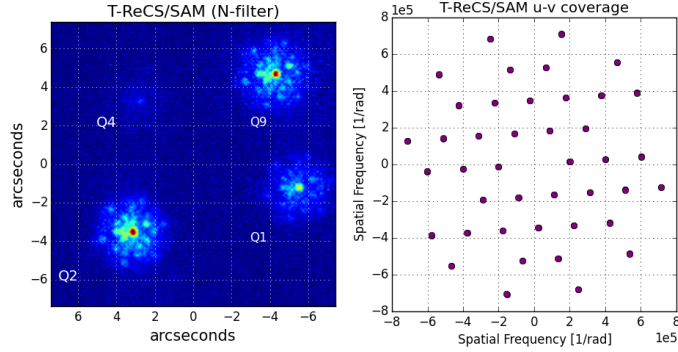 T-ReCS/SAM (N-filter)
arcseconds
6
4
2
0
−2
−4
−6
Q4
Q9
Q1
Q2
6 4 2 0 −2 −4 −6
arcseconds
T-ReCS/SAM u-v coverage
Spatial Frequency [1/rad]
8 1e5
6
4
2
0
−2
−4
−6
−8
−8 −6 −4 −2 0 2 4 6 8
Spatial Frequency [1/rad] 1e5